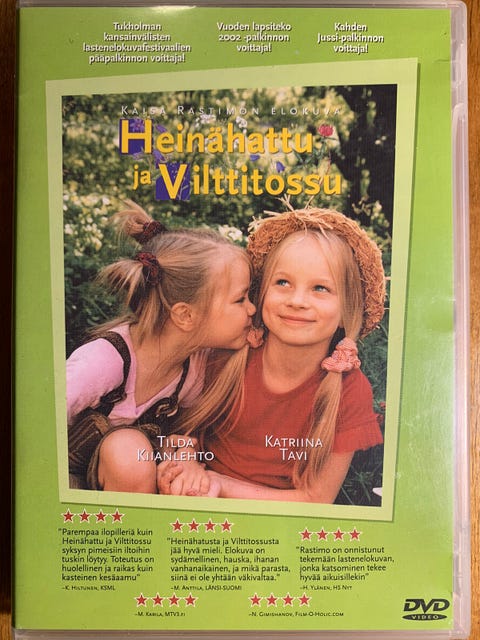 Tukholman
kansainvälisten
lastenelokuvafestivaalien
pääpalkinnon voittaja!
Vuoden lapsiteko
2002 -palkinnon
voittaja!
Kahden
Jussi-palkinnon
voittaja!
KAISA RASTIMON ELOKUVA
Heinähattu
ja Vilttitossu
TILDA
KIIANLEHTO
KATRIINA
TAVI
"Parempaa ilopilleriä kuin
Heinähattu ja Vilttitossu
syksyn pimeisiin iltoihin
tuskin löytyy. Toteutus on
huolellinen ja raikas kuin
kasteinen kesäaamu"
–K. HILTUNEN, KSML
"Heinähatusta ja Vilttitossusta
jää hyvä mieli. Elokuva on
sydämellinen, hauska, ihanan
vanhanaikainen, ja mikä parasta,
siinä ei ole yhtään väkivaltaa."
–M. ANTTILA, LÄNSI-SUOMI
"Rastimo on onnistunut
tekemään lastenelokuvan,
jonka katsominen tekee
hyvää aikuisillekin"
–H. YLÄNEN, HS NYT
–M. KARILA, MTV3.FI
–N. GIMISHANOV, FILM-O-HOLIC.COM
DVD
VIDEO